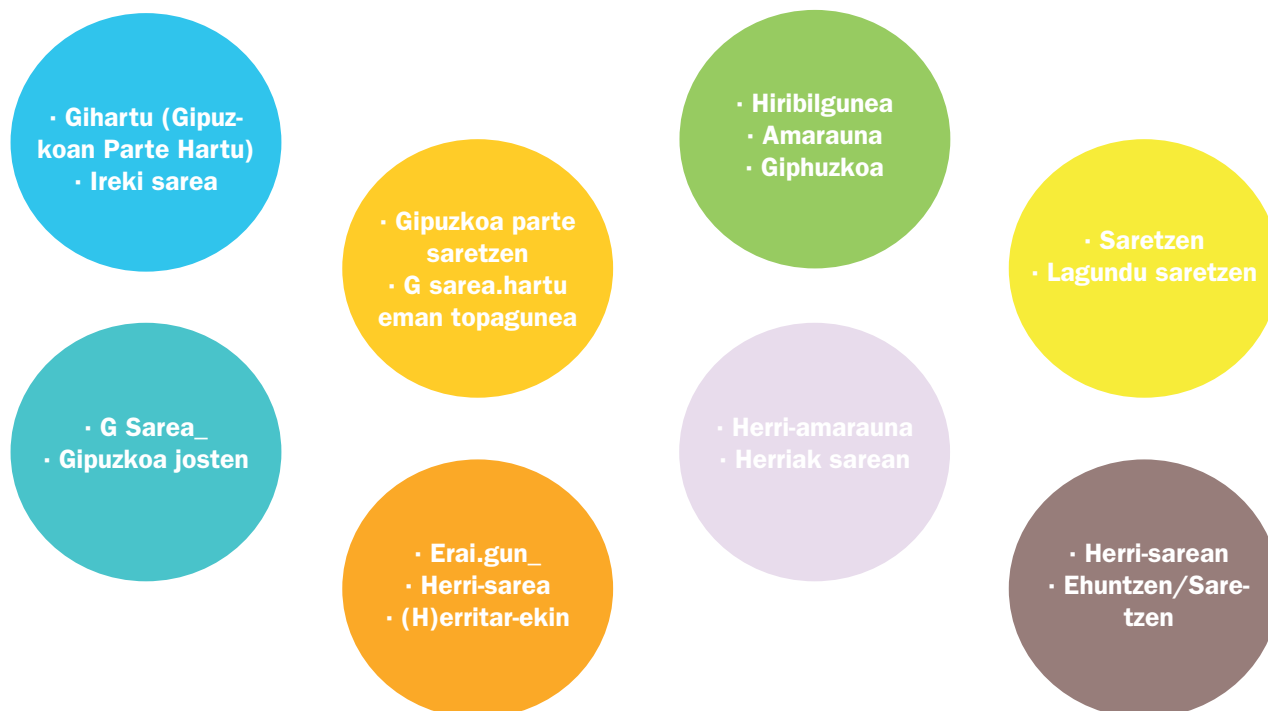 · Gihartu (Gipuz-
koan Parte Hartu)
· Ireki sarea
· Gipuzkoa parte
saretzen
· G sarea.hartu
eman topagunea
· Hiribilgunea
· Amarauna
· Giphuzkoa
· Saretzen
· Lagundu saretzen
· G Sarea_
· Gipuzkoa josten
· Erai.gun_
· Herri-sarea
· (H)erritar-ekin
· Herri-amarauna
· Herriak sarean
· Herri-sarean
· Ehuntzen/Sare-
tzen